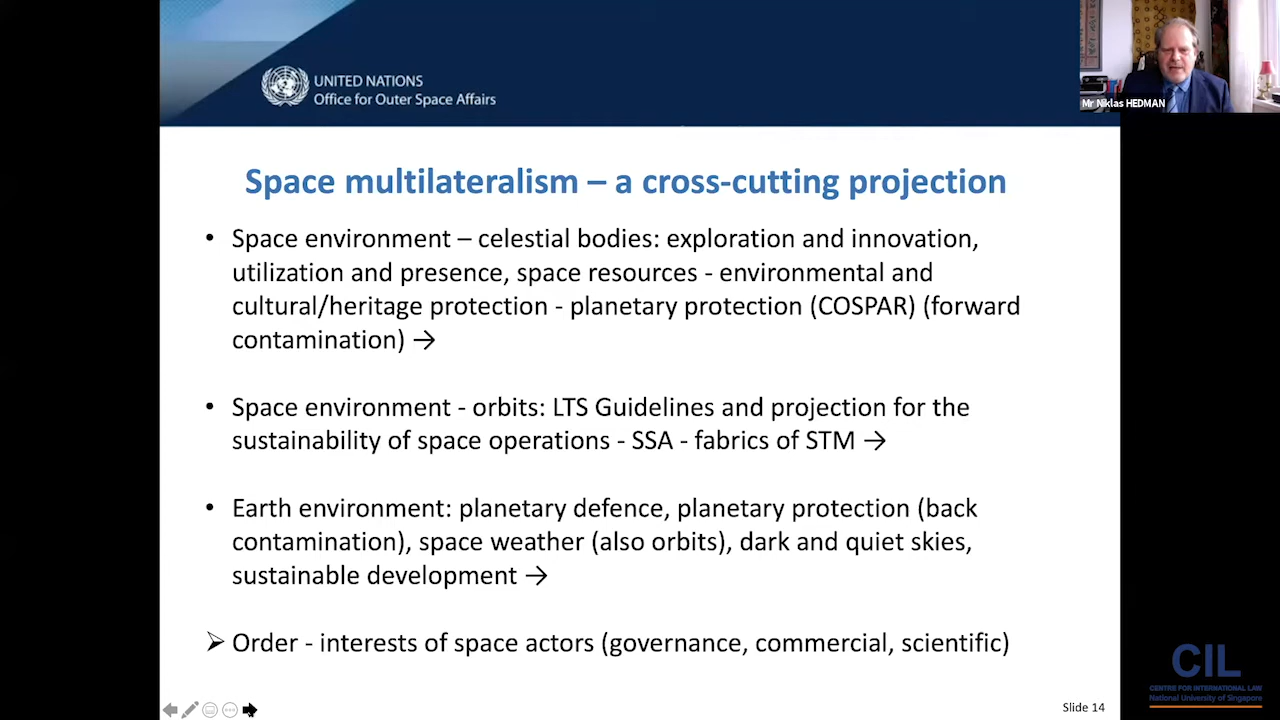 UNITED NATIONS
Office for Outer Space Affairs
Mr Niklas HEDMAN
Space multilateralism – a cross-cutting projection
• Space environment – celestial bodies: exploration and innovation,
utilization and presence, space resources - environmental and
cultural/heritage protection - planetary protection (COSPAR) (forward
contamination) →
• Space environment - orbits: LTS Guidelines and projection for the
sustainability of space operations - SSA - fabrics of STM →
• Earth environment: planetary defence, planetary protection (back
contamination), space weather (also orbits), dark and quiet skies,
sustainable development →
➢ Order - interests of space actors (governance, commercial, scientific)
CIL
CENTRE FOR INTERNATIONAL LAW
National University of Singapore
Slide 14